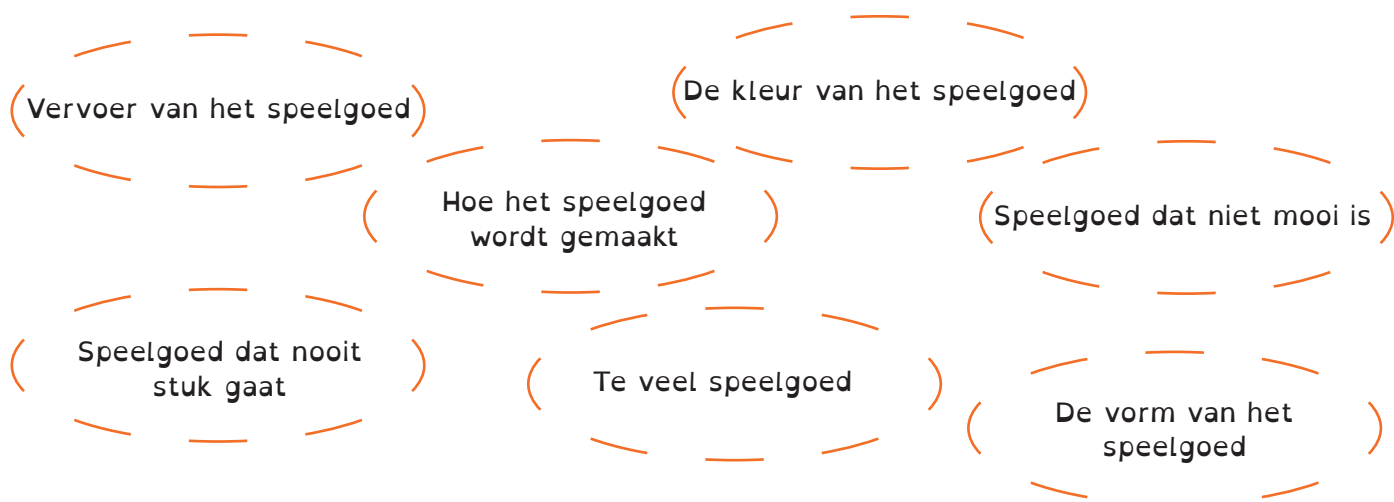 De kleur van het speelgoed
Vervoer van het speelgoed
Hoe het speelgoed
wordt gemaakt
Speelgoed dat niet mooi is
Speelgoed dat nooit
stuk gaat
Te veel speelgoed
De vorm van het
speelgoed